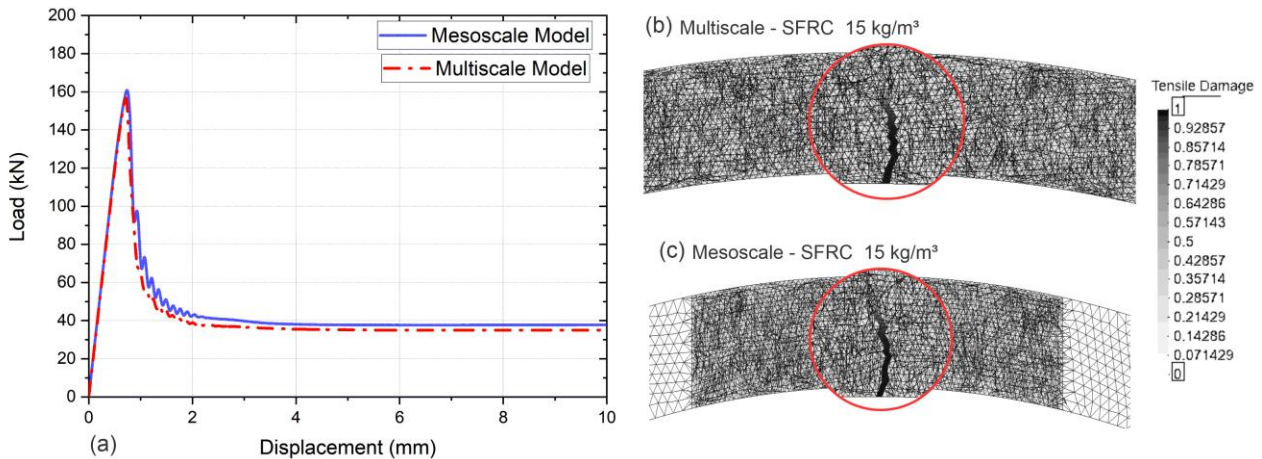 200
180
160
140
120
100
80
60
40
20
0
Load (kN)
Mesoscale Model
Multiscale Model
0 2 4 6 8 10
(a)
Displacement (mm)
(b) Multiscale - SFRC 15 kg/m³
(c) Mesoscale - SFRC 15 kg/m³
Tensile Damage
1
0.92857
0.85714
0.78571
0.71429
0.64286
0.57143
0.5
0.42857
0.35714
0.28571
0.21429
0.14286
0.071429
0